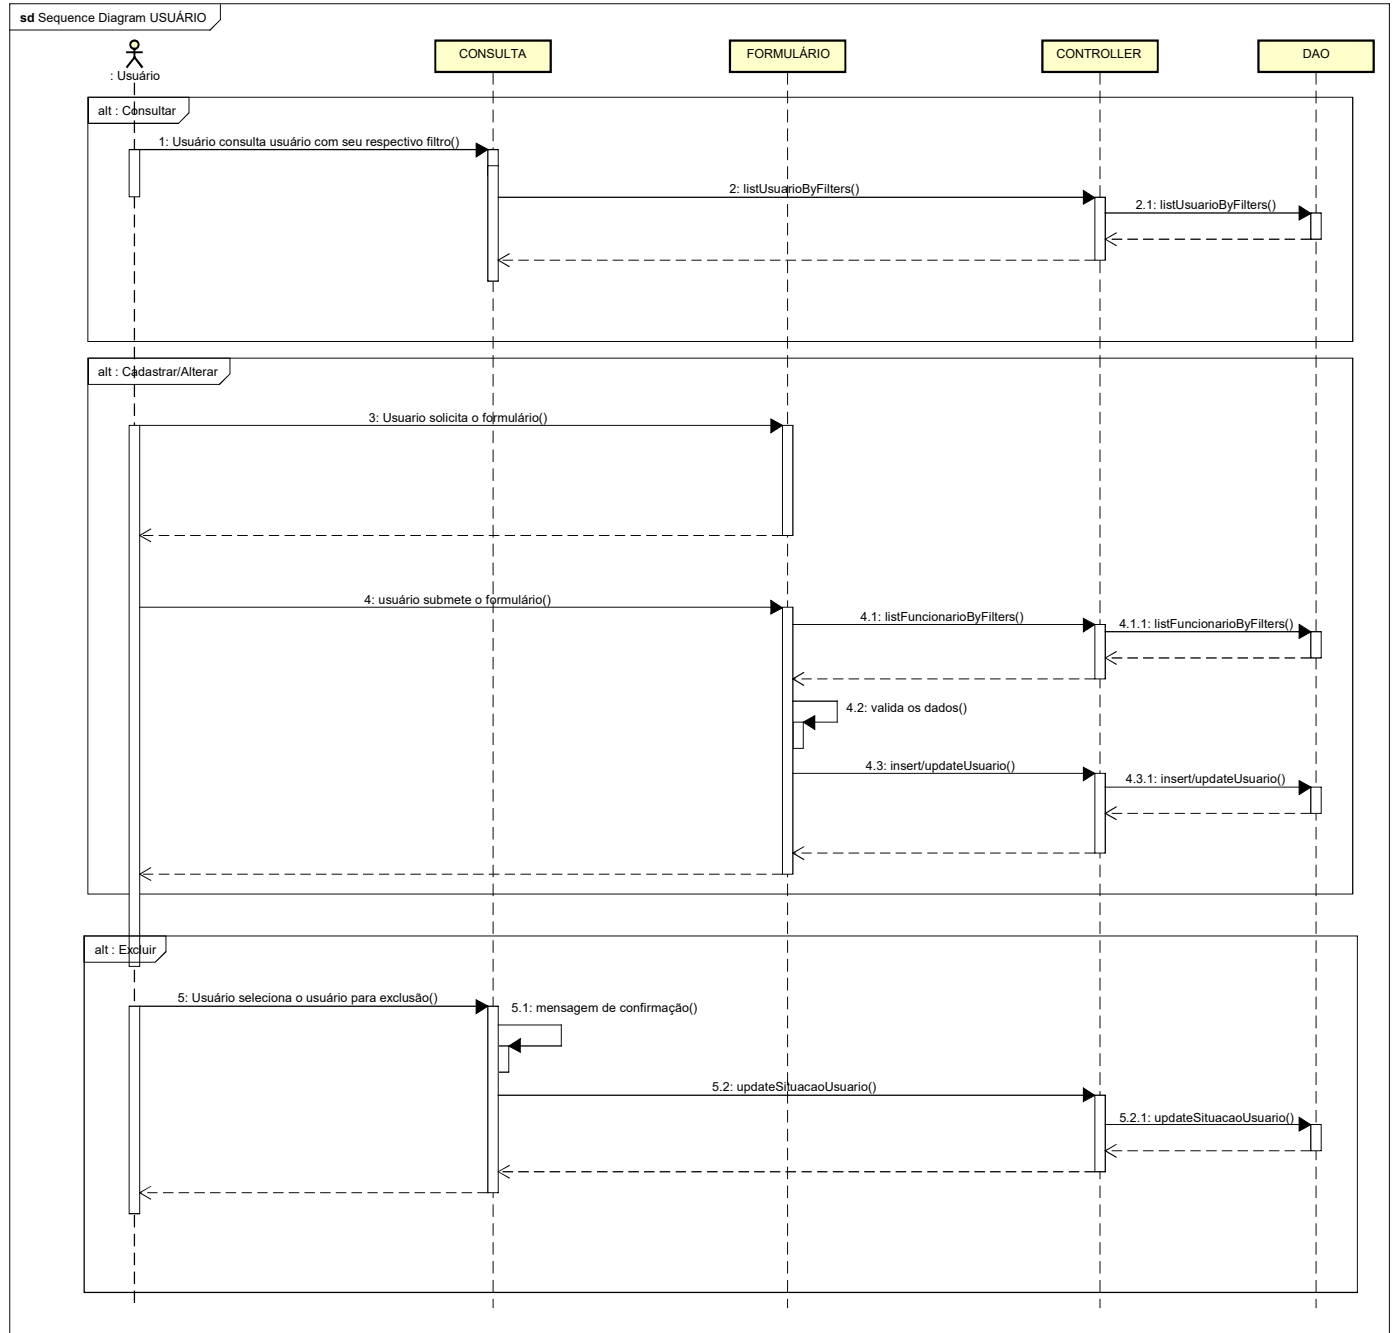 sd Sequence Diagram USUÁRIO
: Usuário
CONSULTA
FORMULÁRIO
CONTROLLER
DAO
alt : Consultar
1: Usuário consulta usuário com seu respectivo filtro()
2: listUsuarioByFilters()
2.1: listUsuarioByFilters()
alt : Cadastrar/Alterar
3: Usuario solicita o formulário()
4: usuário submete o formulário()
4.1: listFuncionarioByFilters()
4.1.1: listFuncionarioByFilters()
4.2: valida os dados()
4.3: insert/updateUsuario()
4.3.1: insert/updateUsuario()
alt : Excluir
5: Usuário seleciona o usuário para exclusão()
5.1: mensagem de confirmação()
5.2: updateSituacaoUsuario()
5.2.1: updateSituacaoUsuario()